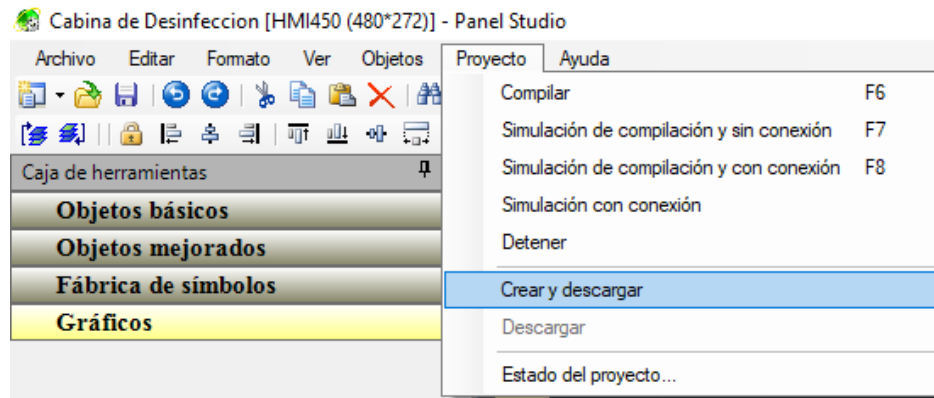 Cabina de Desinfeccion [HMI450 (480*272)] - Panel Studio
Archivo Editar Formato Ver Objetos Proyecto Ayuda
Compilar F6
Simulación de compilación y sin conexión F7
Simulación de compilación y con conexión F8
Simulación con conexión
Detener
Crear y descargar
Descargar
Estado del proyecto...
Caja de herramientas
Objetos básicos
Objetos mejorados
Fábrica de símbolos
Gráficos